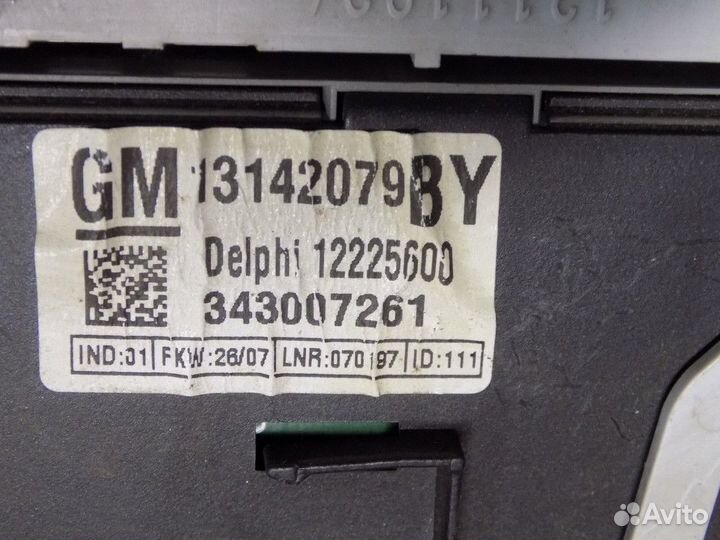 GM 13142079 BY
Delphi 12225600
343007261
IND:01 FKW:26/07 LNR:070197 ID:111
Avito